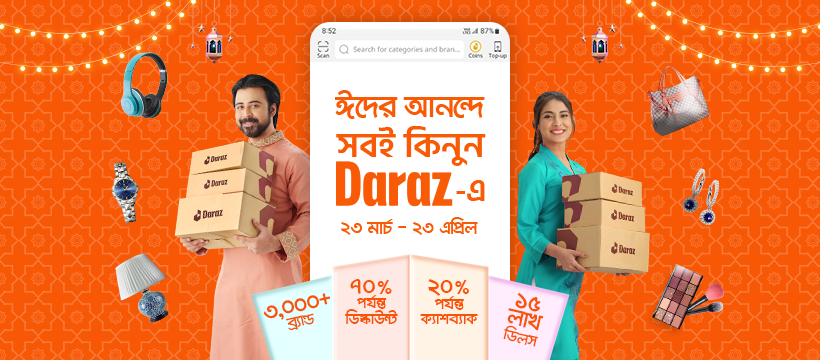 8:52
87%
Scan
Search for categories and bran...
Coins
Top-up
ঈদের আনন্দে
সবই কিনুন
Daraz-এ
২৩ মার্চ - ২৩ এপ্রিল
Daraz
Daraz
Daraz
Daraz
Daraz
Daraz
৩,০০০+
ব্র্যান্ড
৭০%
পর্যন্ত
ডিস্কাউন্ট
২০%
পর্যন্ত
ক্যাশব্যাক
১৫
লাখ
ডিলস